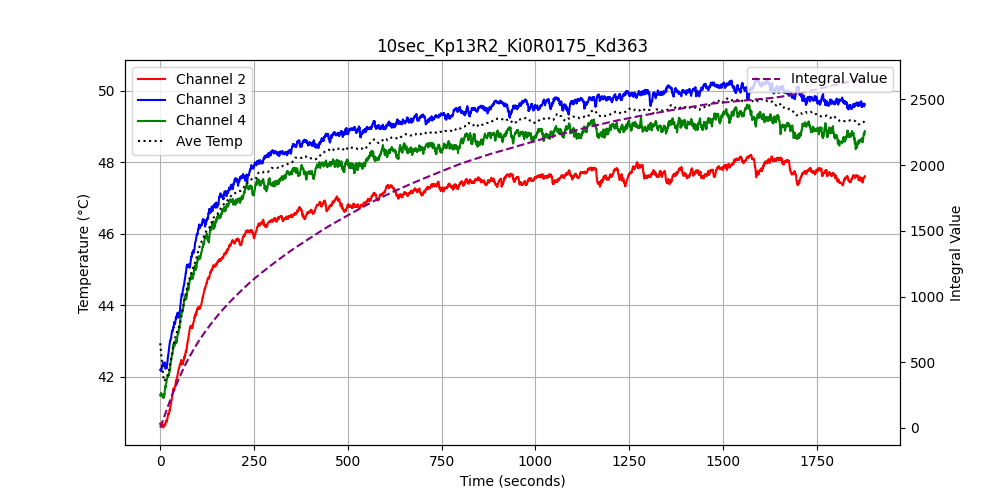 10sec_Kp13R2_Ki0R0175_Kd363
Channel 2
Channel 3
Channel 4
Ave Temp
Integral Value
50
48
46
44
42
Temperature (°C)
2500
2000
1500
1000
500
0
Integral Value
0 250 500 750 1000 1250 1500 1750
Time (seconds)